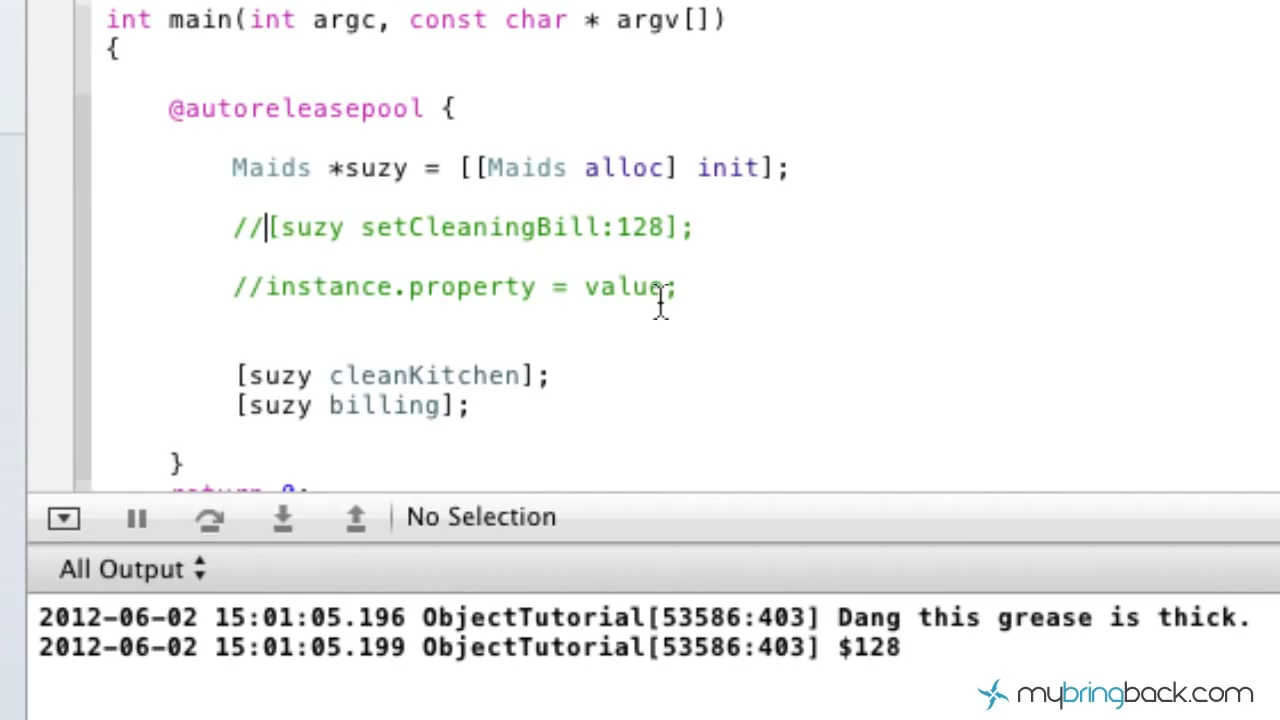 int main(int argc, const char * argv[])
{
@autoreleasepool {
Maids *suzy = [[Maids alloc] init];
//[suzy setCleaningBill:128];
//instance.property = value;
[suzy cleanKitchen];
[suzy billing];
}
return 0;
No Selection
All Output
2012-06-02 15:01:05.196 ObjectTutorial[53586:403] Dang this grease is thick.
2012-06-02 15:01:05.199 ObjectTutorial[53586:403] $128
mybringback.com